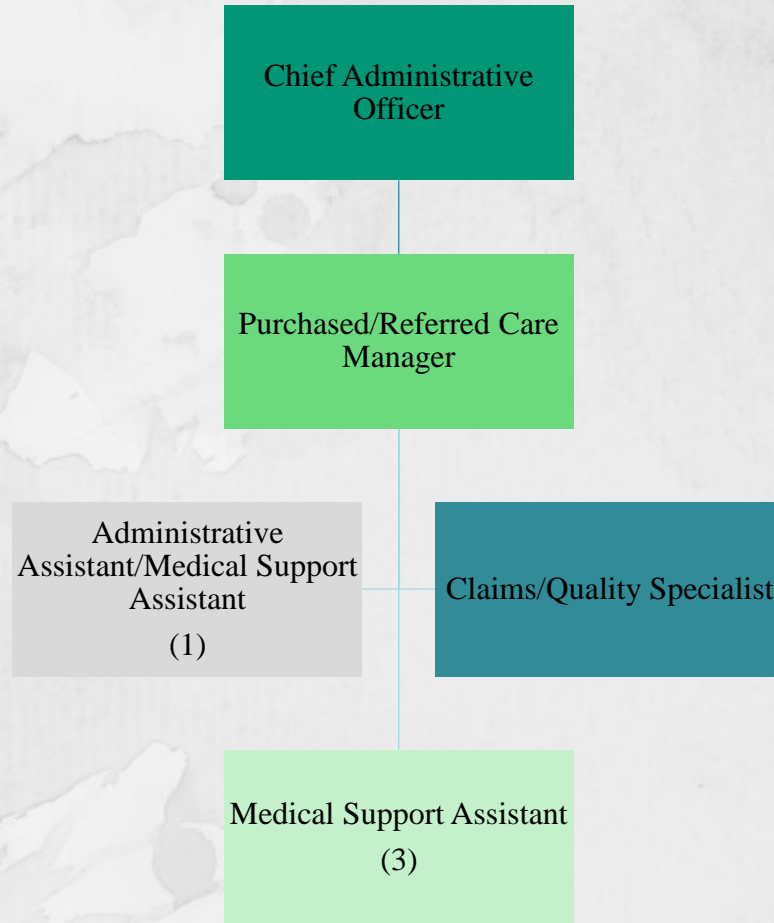 Chief Administrative
Officer
Purchased/Referred Care
Manager
Administrative
Assistant/Medical Support
Assistant
(1)
Claims/Quality Specialist
Medical Support Assistant
(3)